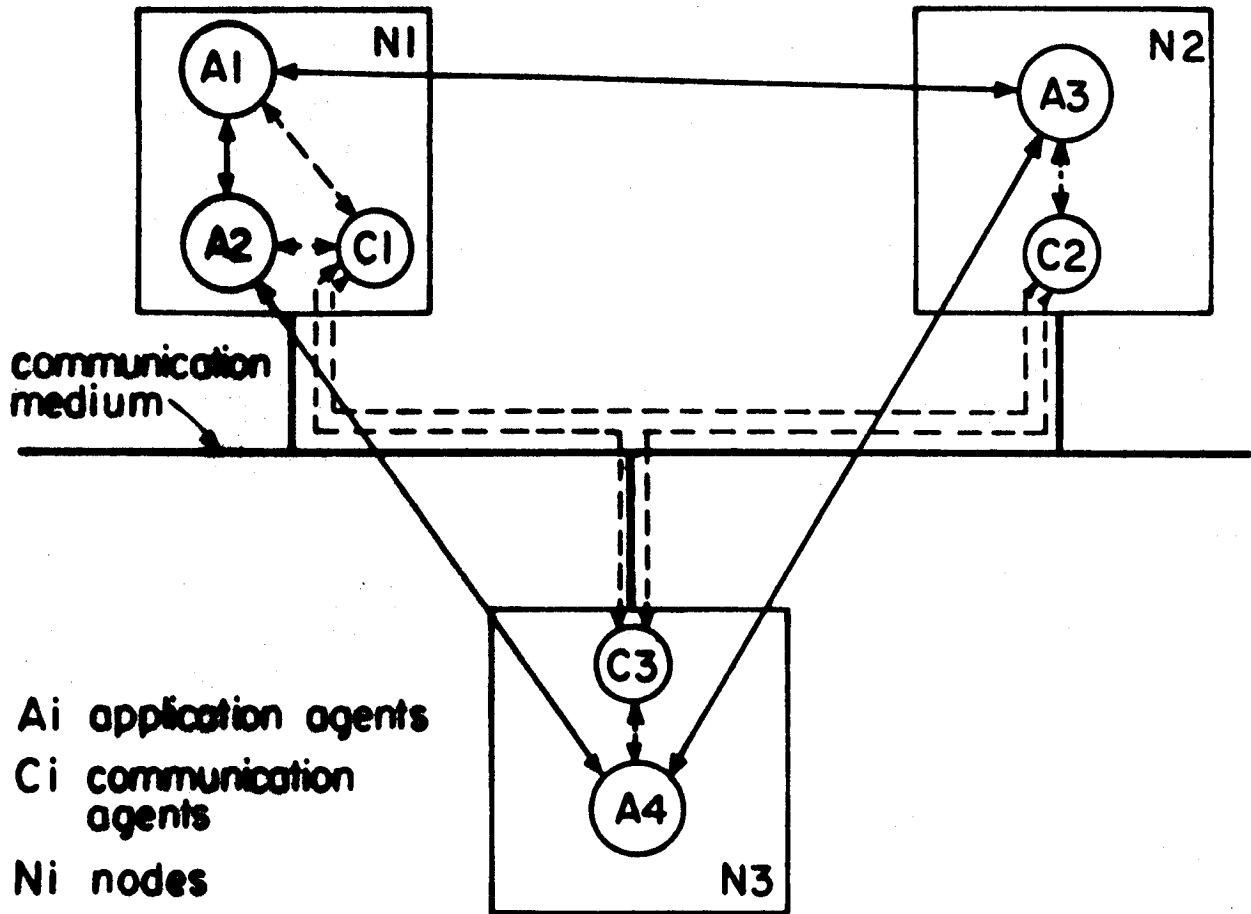 N1
A1
N2
A3
A2
C1
C2
communication
medium
C3
Ai application agents
Ci communication
agents
A4
Ni nodes
N3